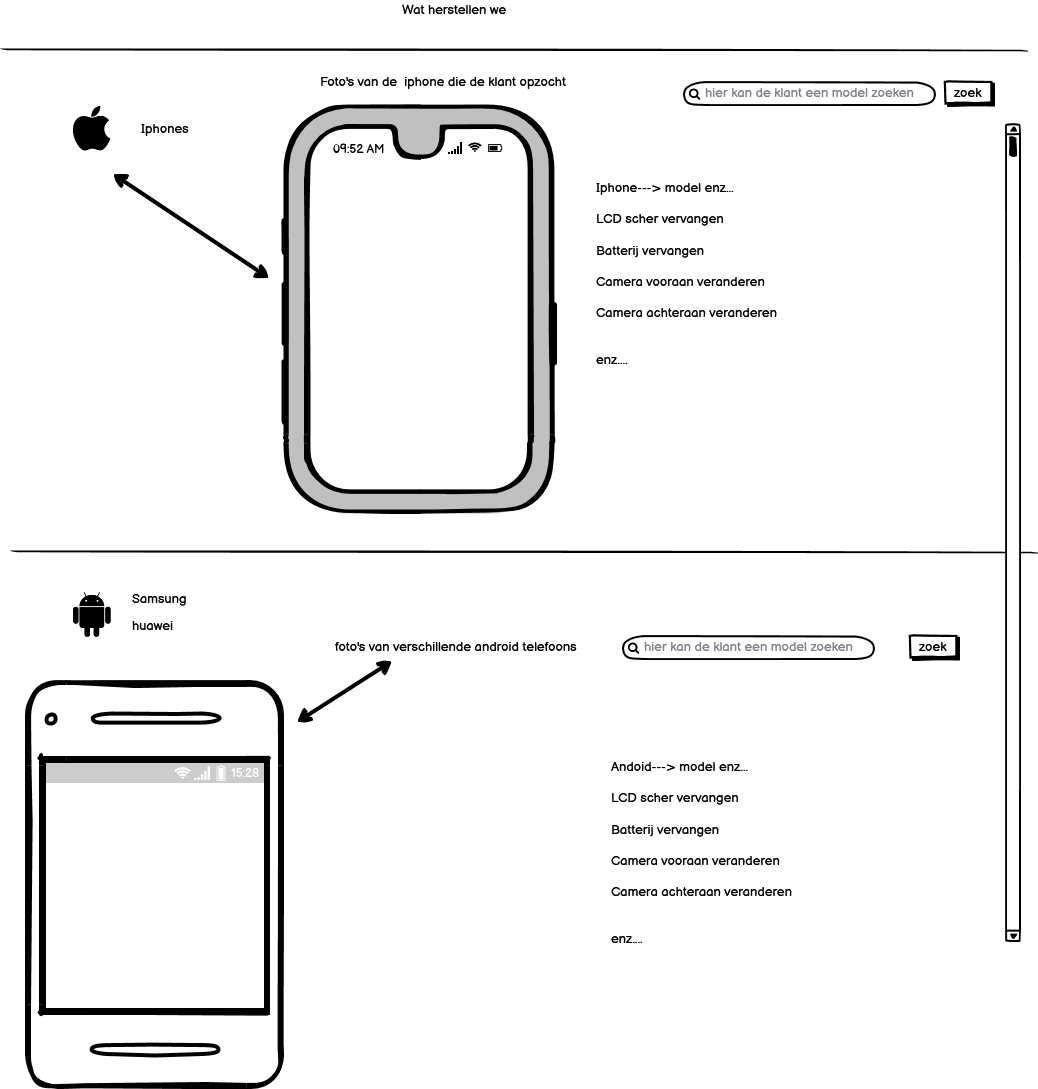 Wat herstellen we
Foto's van de  iphone die de klant opzocht
hier kan de klant een model zoeken
zoek
Iphones
09:52 AM
Iphone---> model enz...
LCD scher vervangen
Batterij vervangen
Camera vooraan veranderen
Camera achteraan veranderen
enz....
Samsung
huawei
foto's van verschillende android telefoons
hier kan de klant een model zoeken
zoek
15:28
Andoid---> model enz...
LCD scher vervangen
Batterij vervangen
Camera vooraan veranderen
Camera achteraan veranderen
enz....